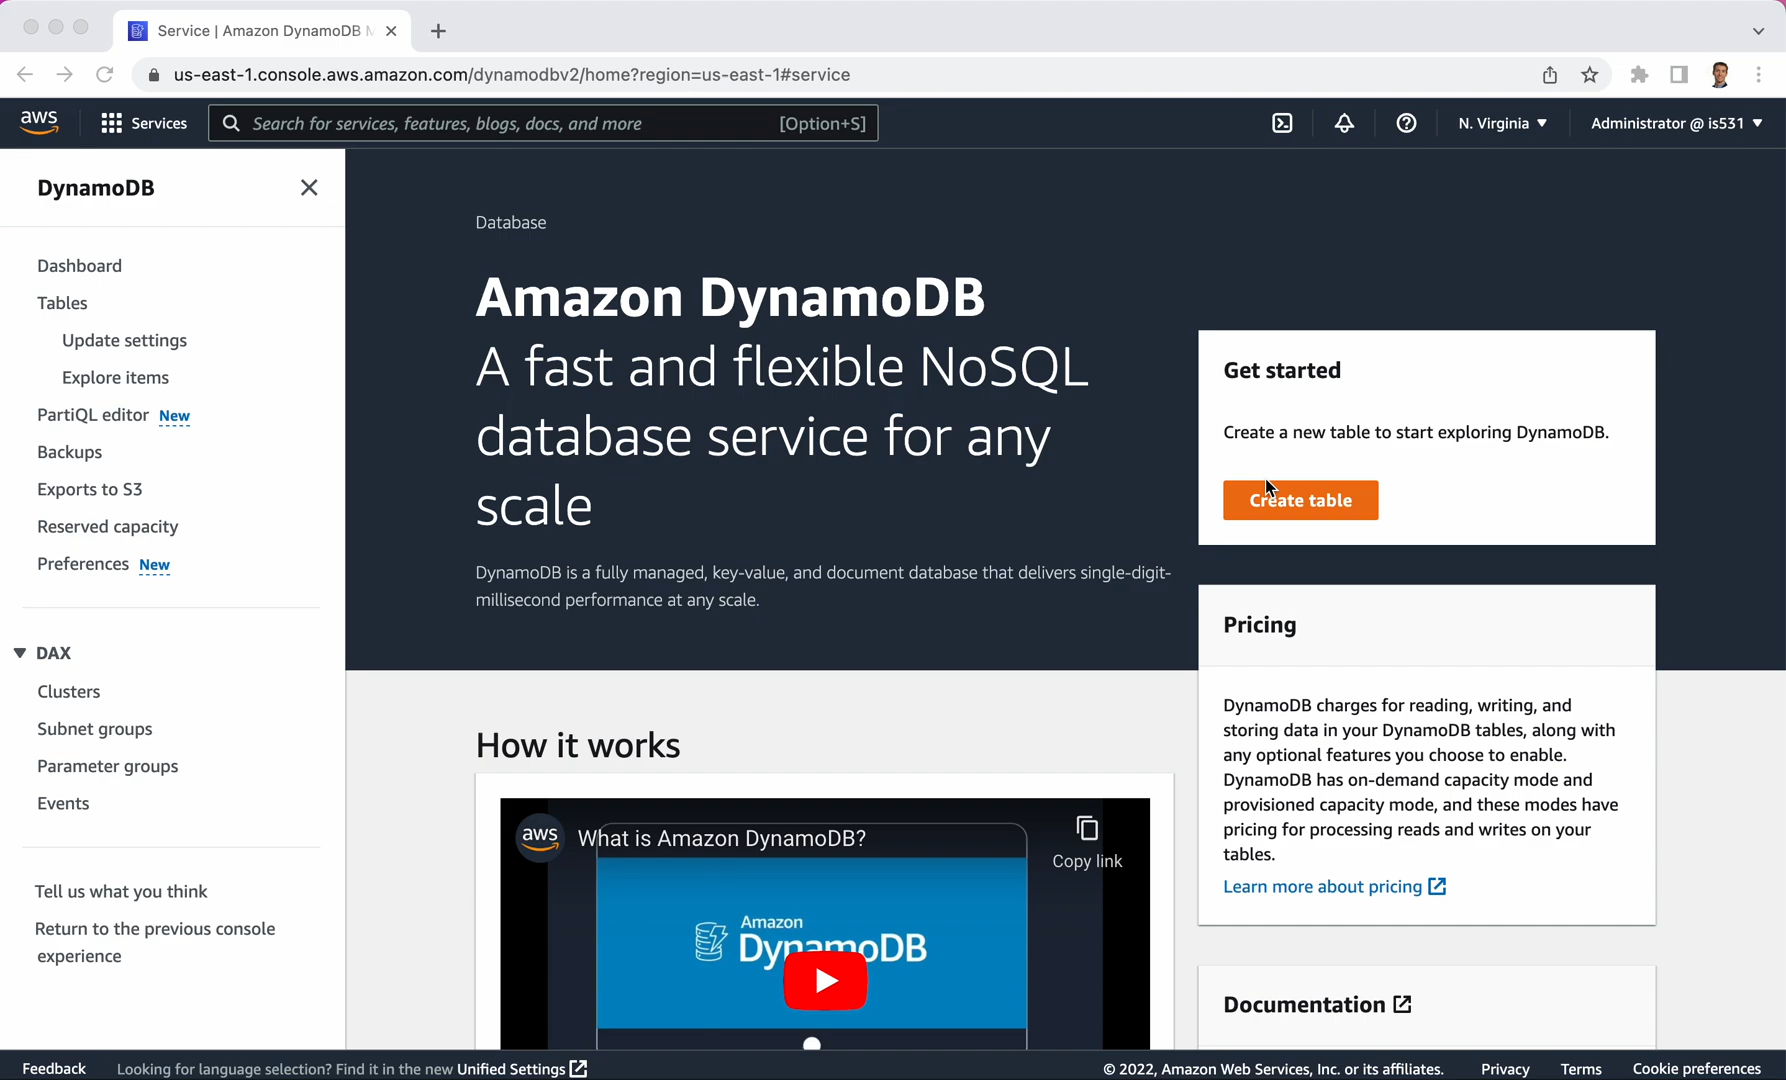 Service | Amazon DynamoDB M
us-east-1.console.aws.amazon.com/dynamodbv2/home?region=us-east-1#service
aws
Services
Search for services, features, blogs, docs, and more
[Option+S]
N. Virginia
Administrator @ is531
DynamoDB
Dashboard
Tables
Update settings
Explore items
PartiQL editor New
Backups
Exports to S3
Reserved capacity
Preferences New
DAX
Clusters
Subnet groups
Parameter groups
Events
Tell us what you think
Return to the previous console
experience
Database
Amazon DynamoDB
A fast and flexible NoSQL
database service for any
scale
DynamoDB is a fully managed, key-value, and document database that delivers single-digit-
millisecond performance at any scale.
Get started
Create a new table to start exploring DynamoDB.
Create table
Pricing
DynamoDB charges for reading, writing, and
storing data in your DynamoDB tables, along with
any optional features you choose to enable.
DynamoDB has on-demand capacity mode and
provisioned capacity mode, and these modes have
pricing for processing reads and writes on your
tables.
Learn more about pricing
How it works
aws
What is Amazon DynamoDB?
Copy link
Amazon
DynamoDB
Documentation
Feedback
Looking for language selection? Find it in the new Unified Settings
© 2022, Amazon Web Services, Inc. or its affiliates.
Privacy
Terms
Cookie preferences